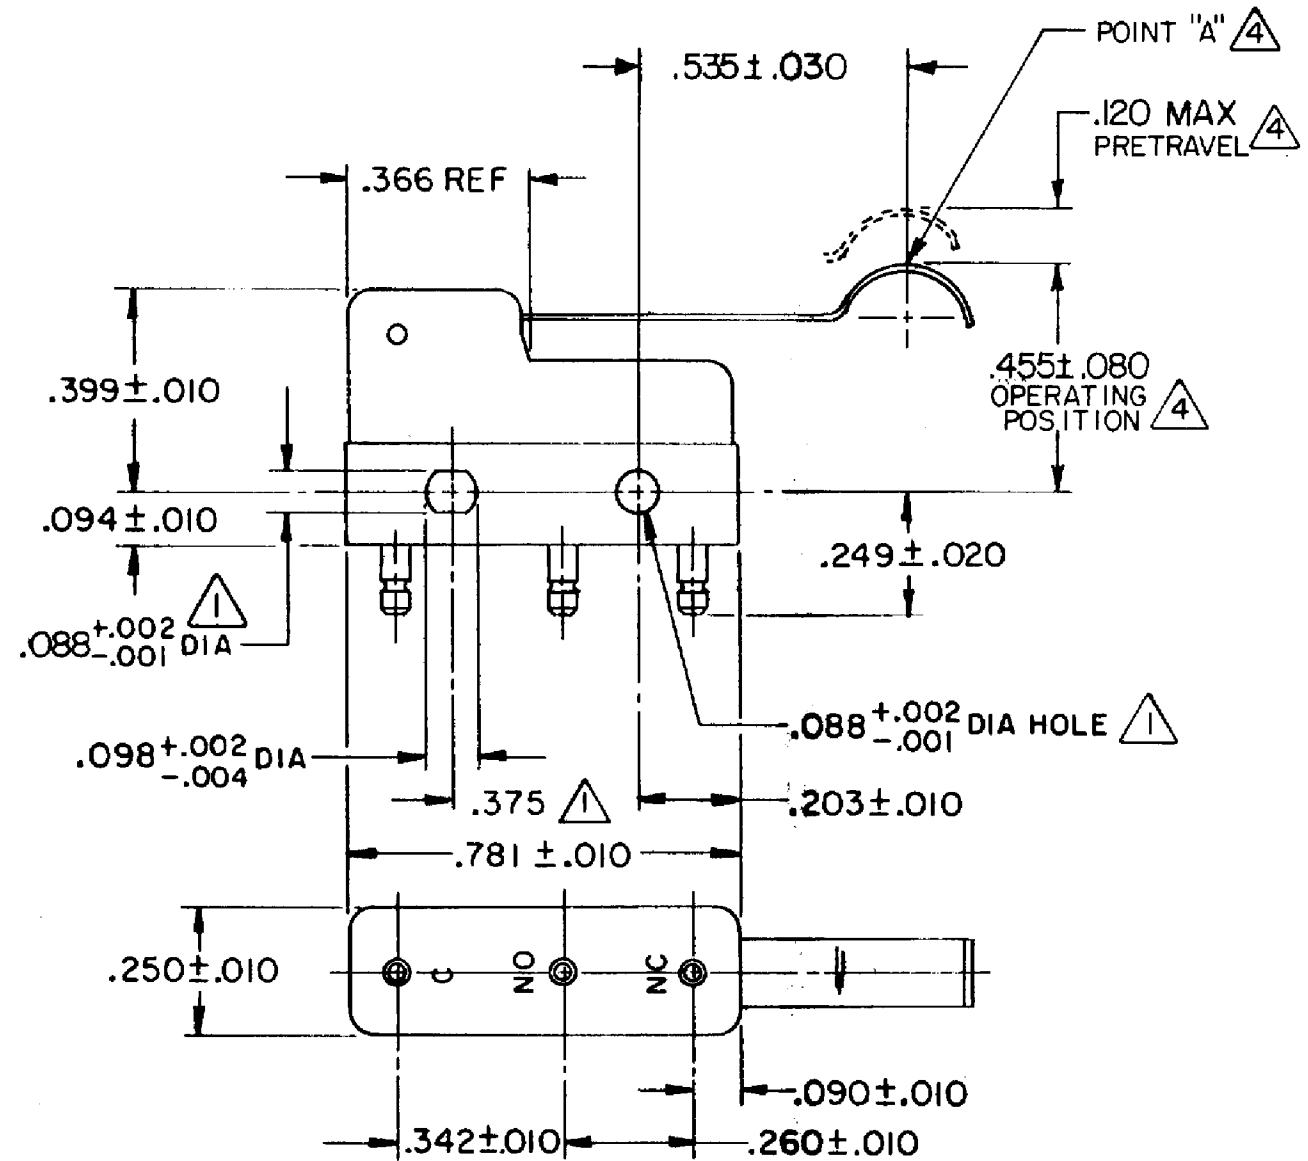 POINT "A" 4
.535±.030
.120 MAX 4
PRETRAVEL
.366 REF
.399±.010
.455±.080
OPERATING
POSITION 4
.094±.010
.249±.020
1
.088 +.002 -.001 DIA
.088 +.002 -.001 DIA HOLE 1
.098 +.002 -.004 DIA
.375 1
.203±.010
.781±.010
.250±.010
C
NO
NC
.090±.010
.342±.010
.260±.010